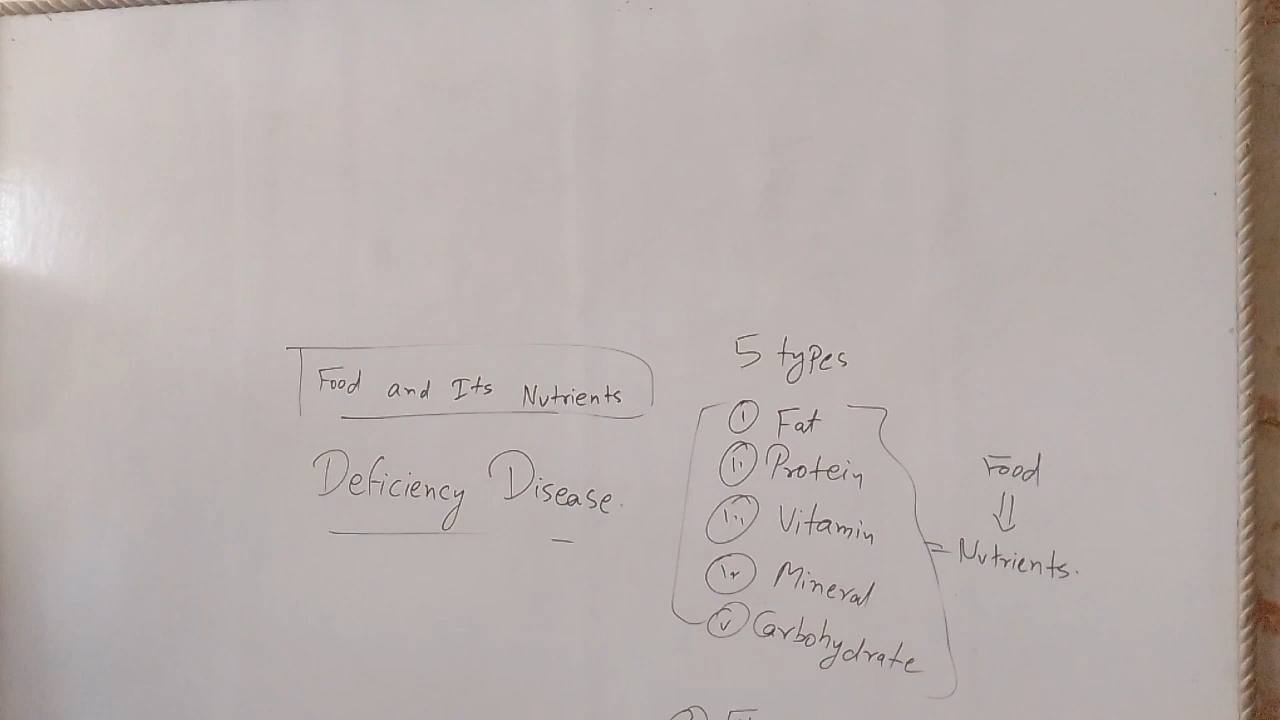 Food and Its Nutrients
Deficiency Disease.
5 types
i Fat
ii Protein
iii Vitamin
iv Mineral
v Carbohydrate
Food
⇓
= Nutrients.